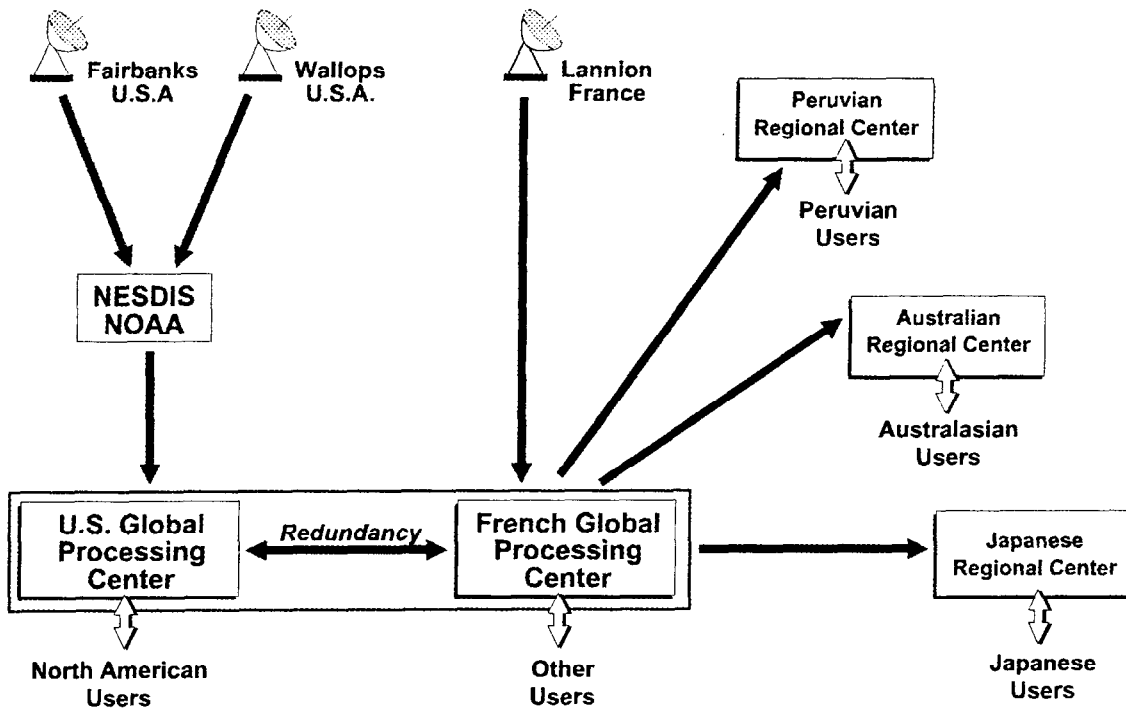 Fairbanks
U.S.A
Wallops
U.S.A.
Lannion
France
Peruvian
Regional Center
Peruvian
Users
NESDIS
NOAA
Australian
Regional Center
Australasian
Users
U.S. Global
Processing
Center
Redundancy
French Global
Processing
Center
Japanese
Regional Center
North American
Users
Other
Users
Japanese
Users